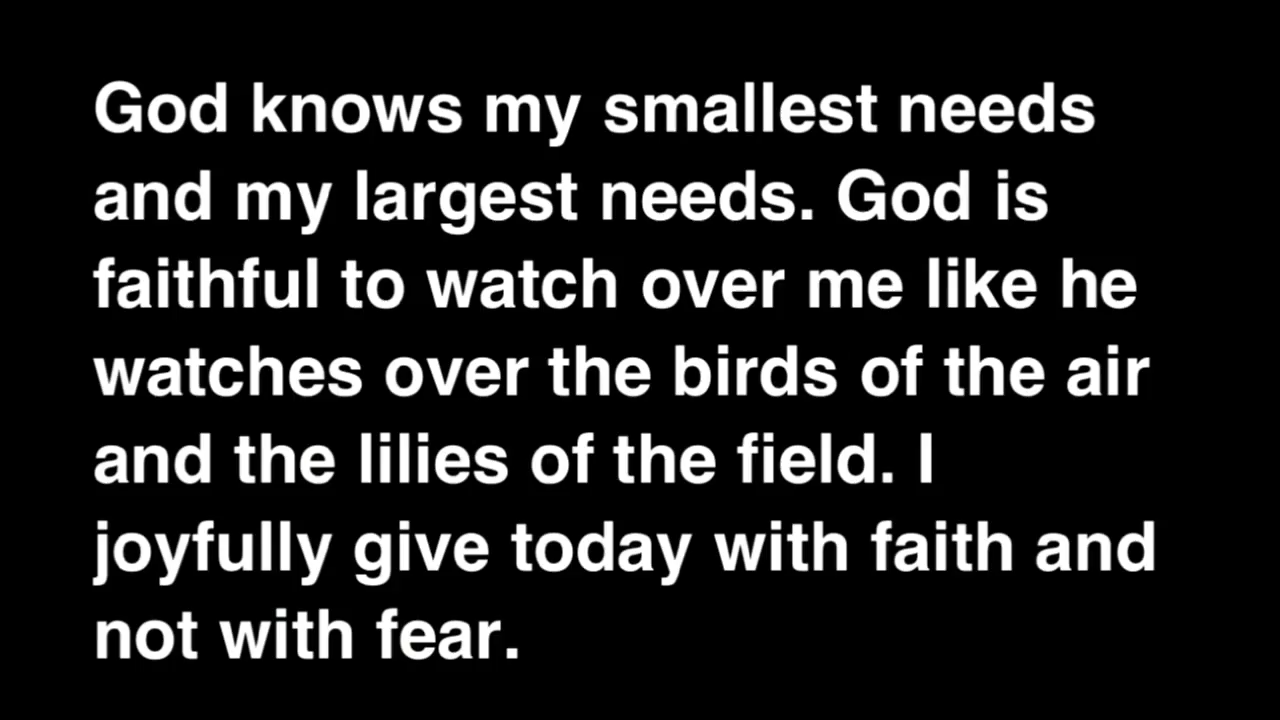 God knows my smallest needs
and my largest needs. God is
faithful to watch over me like he
watches over the birds of the air
and the lilies of the field. I
joyfully give today with faith and
not with fear.